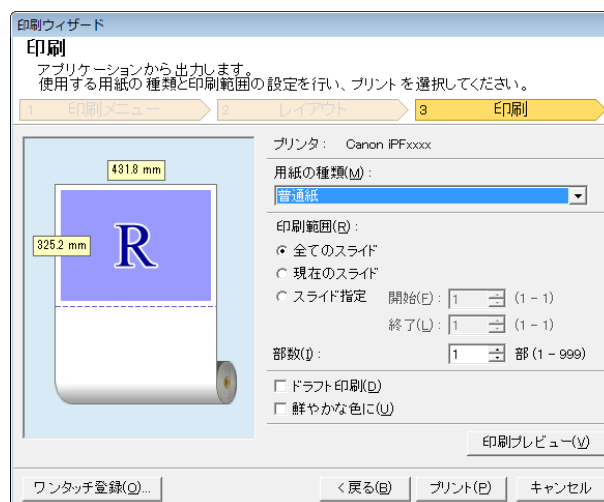 印刷ウィザード
印刷
アプリケーションから出力します。
使用する用紙の種類と印刷範囲の設定を行い、プリントを選択してください。
1 印刷メニュー 2 レイアウト 3 印刷
431.8 mm
325.2 mm
R
プリンタ： Canon iPFxxxx
用紙の種類(M)：
普通紙
印刷範囲(R)：
全てのスライド
現在のスライド
スライド指定 開始(F)： 1 (1 - 1)
終了(L)： 1 (1 - 1)
部数(I)： 1 部 (1 - 999)
ドラフト印刷(D)
鮮やかな色に(U)
印刷プレビュー(V)
ワンタッチ登録(O)... < 戻る(B) プリント(P) キャンセル